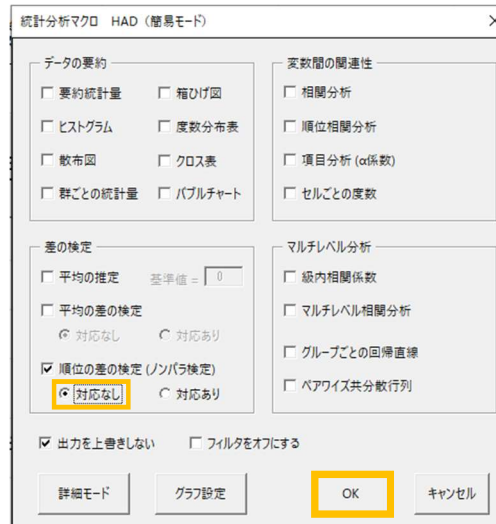 統計分析マクロ　HAD（簡易モード）
データの要約
要約統計量
箱ひげ図
ヒストグラム
度数分布表
散布図
クロス表
群ごとの統計量
バブルチャート
変数間の関連性
相関分析
順位相関分析
項目分析(α係数)
セルごとの度数
差の検定
平均の推定
基準値 = 0
平均の差の検定
対応なし
対応あり
順位の差の検定(ノンパラ検定)
対応なし
対応あり
マルチレベル分析
級内相関係数
マルチレベル相関分析
グループごとの回帰直線
ペアワイズ共分散行列
出力を上書きしない
フィルタをオフにする
詳細モード
グラフ設定
OK
キャンセル